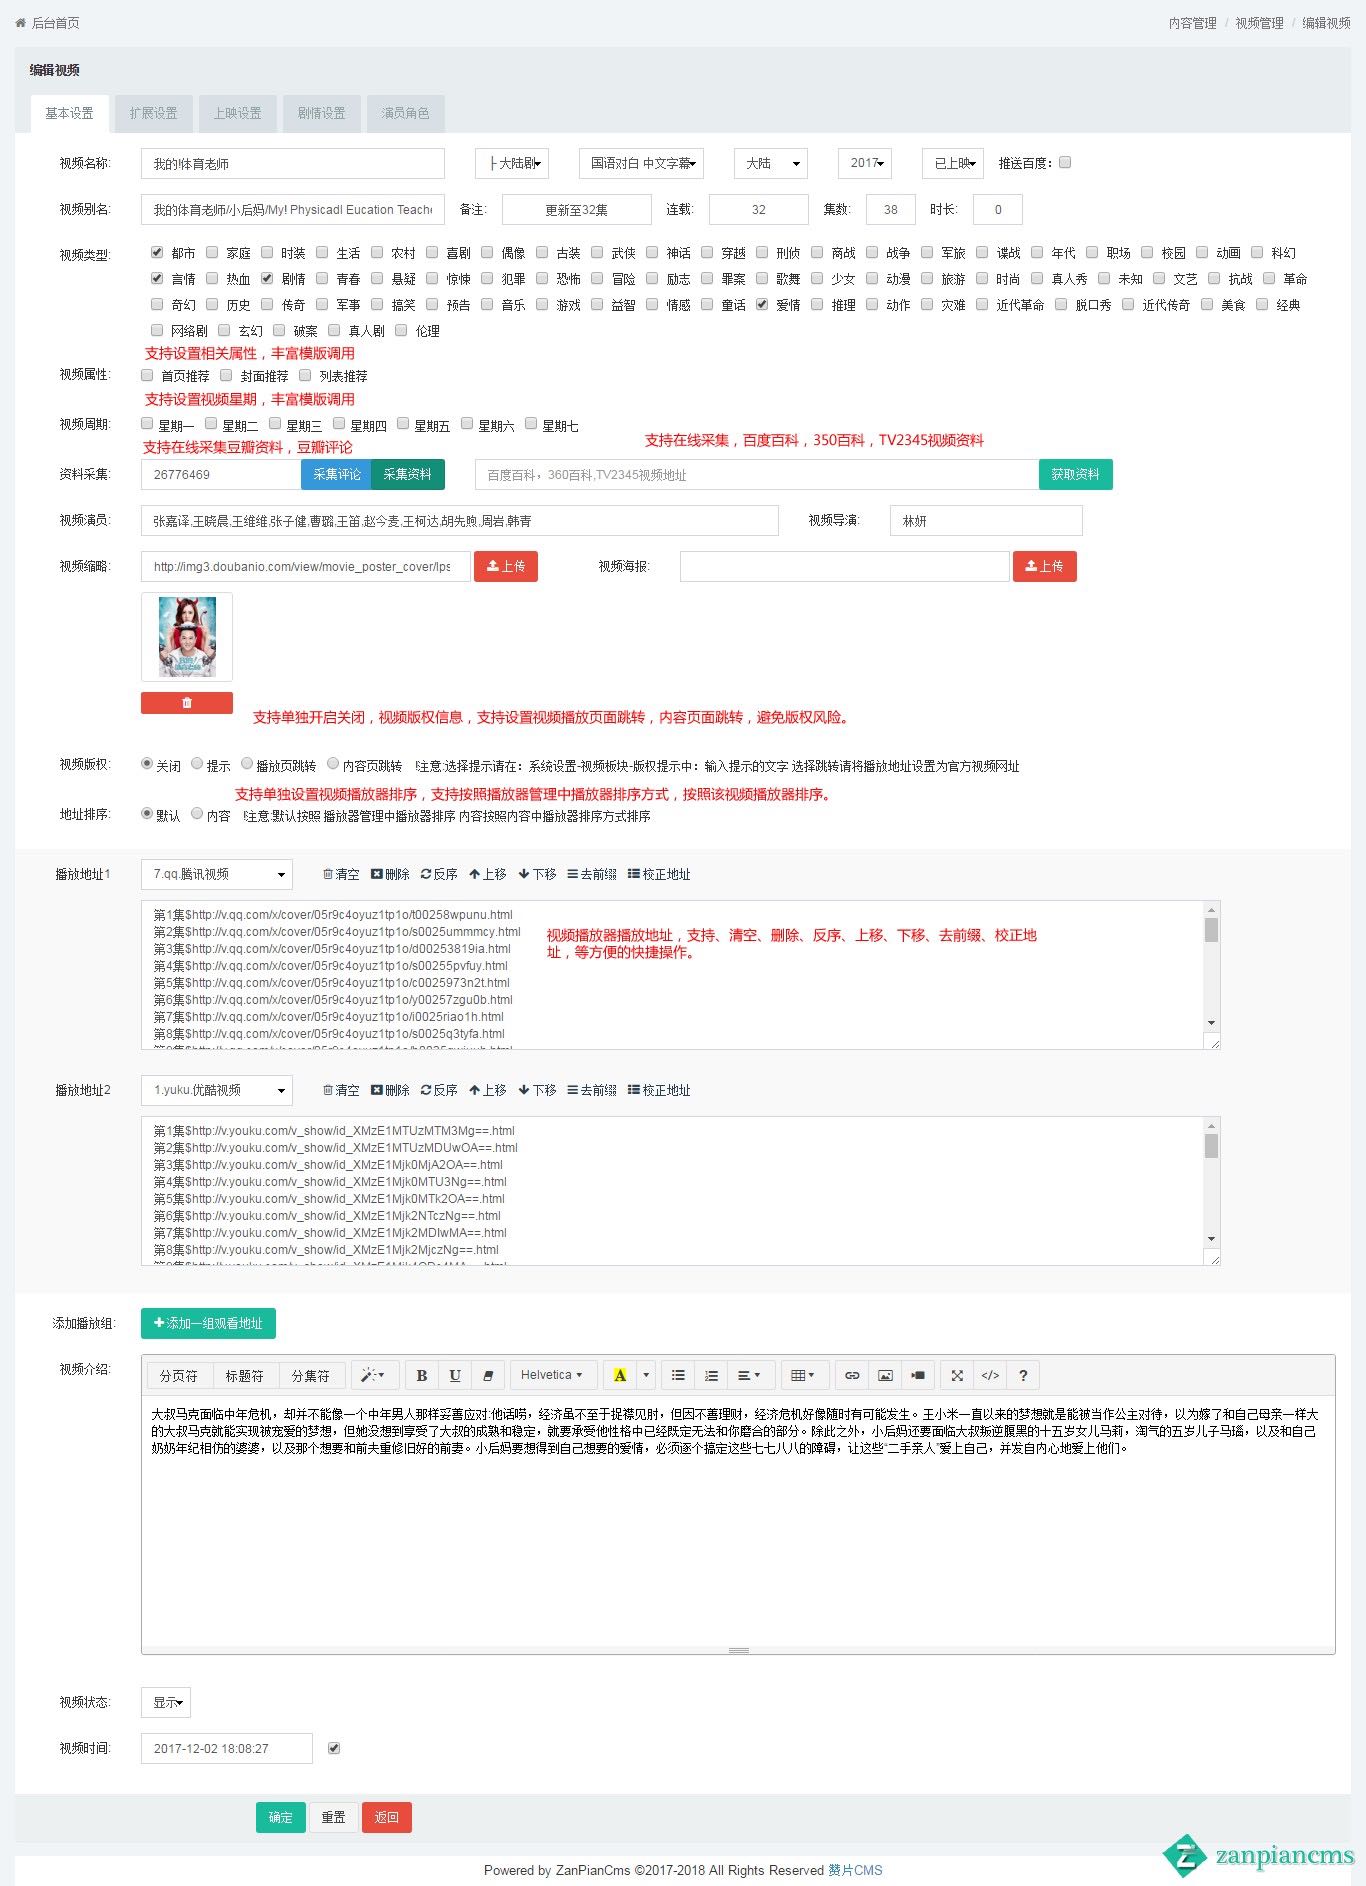 后台首页
内容管理 / 视频管理 / 编辑视频
编辑视频
基本设置 扩展设置 上映设置 剧情设置 演员角色
视频名称: 我的!体育老师 ├大陆剧 国语对白 中文字幕 大陆 2017 已上映 推送百度:
视频别名: 我的体育老师/小后妈/My! Physicadl Eucation Teache 备注: 更新至32集 连载: 32 集数: 38 时长: 0
视频类型: 都市 家庭 时装 生活 农村 喜剧 偶像 古装 武侠 神话 穿越 刑侦 商战 战争 军旅 谍战 年代 职场 校园 动画 科幻
言情 热血 剧情 青春 悬疑 惊悚 犯罪 恐怖 冒险 励志 罪案 歌舞 少女 动漫 旅游 时尚 真人秀 未知 文艺 抗战 革命
奇幻 历史 传奇 军事 搞笑 预告 音乐 游戏 益智 情感 童话 爱情 推理 动作 灾难 近代革命 脱口秀 近代传奇 美食 经典
网络剧 玄幻 破案 真人剧 伦理
支持设置相关属性，丰富模版调用
视频属性: 首页推荐 封面推荐 列表推荐
支持设置视频星期，丰富模版调用
视频周期: 星期一 星期二 星期三 星期四 星期五 星期六 星期七
支持在线采集豆瓣资料，豆瓣评论 支持在线采集，百度百科，350百科，TV2345视频资料
资料采集: 26776469 采集评论 采集资料 百度百科，360百科,TV2345视频地址 获取资料
视频演员: 张嘉译,王晓晨,王维维,张子健,曹璐,王笛,赵今麦,王柯达,胡先煦,周岩,韩青 视频导演: 林妍
视频缩略: http://img3.doubanio.com/view/movie_poster_cover/lps 上传 视频海报: 上传
支持单独开启关闭，视频版权信息，支持设置视频播放页面跳转，内容页面跳转，避免版权风险。
视频版权: 关闭 提示 播放页跳转 内容页跳转 !注意:选择提示请在：系统设置-视频板块-版权提示中：输入提示的文字 选择跳转请将播放地址设置为官方视频网址
支持单独设置视频播放器排序，支持按照播放器管理中播放器排序方式，按照该视频播放器排序。
地址排序: 默认 内容 !注意:默认按照 播放器管理中播放器排序 内容按照内容中播放器排序方式排序
播放地址1 7.qq.腾讯视频 清空 删除 反序 上移 下移 去前缀 校正地址
第1集$http://v.qq.com/x/cover/05r9c4oyuz1tp1o/t00258wpunu.html
第2集$http://v.qq.com/x/cover/05r9c4oyuz1tp1o/s0025ummmcy.html
第3集$http://v.qq.com/x/cover/05r9c4oyuz1tp1o/d00253819ia.html
第4集$http://v.qq.com/x/cover/05r9c4oyuz1tp1o/s00255pvfuy.html
第5集$http://v.qq.com/x/cover/05r9c4oyuz1tp1o/c0025973n2t.html
第6集$http://v.qq.com/x/cover/05r9c4oyuz1tp1o/y00257zgu0b.html
第7集$http://v.qq.com/x/cover/05r9c4oyuz1tp1o/i0025riao1h.html
第8集$http://v.qq.com/x/cover/05r9c4oyuz1tp1o/s0025q3tyfa.html
视频播放器播放地址，支持、清空、删除、反序、上移、下移、去前缀、校正地
址，等方便的快捷操作。
播放地址2 1.yuku.优酷视频 清空 删除 反序 上移 下移 去前缀 校正地址
第1集$http://v.youku.com/v_show/id_XMzE1MTUzMTM3Mg==.html
第2集$http://v.youku.com/v_show/id_XMzE1MTUzMDUwOA==.html
第3集$http://v.youku.com/v_show/id_XMzE1Mjk0MjA2OA==.html
第4集$http://v.youku.com/v_show/id_XMzE1Mjk0MTU3Ng==.html
第5集$http://v.youku.com/v_show/id_XMzE1Mjk0MTk2OA==.html
第6集$http://v.youku.com/v_show/id_XMzE1Mjk2NTczNg==.html
第7集$http://v.youku.com/v_show/id_XMzE1Mjk2MDIwMA==.html
第8集$http://v.youku.com/v_show/id_XMzE1Mjk2MjczNg==.html
添加播放组: 添加一组观看地址
视频介绍: 分页符 标题符 分集符 B U Helvetica A </> ?
大叔马克面临中年危机，却并不能像一个中年男人那样妥善应对:他话唠，经济虽不至于捉襟见肘，但因不善理财，经济危机好像随时有可能发生。王小米一直以来的梦想就是能被当作公主对待，以为嫁了和自己母亲一样大
的大叔马克就能实现被宠爱的梦想，但她没想到享受了大叔的成熟和稳定，就要承受他性格中已经既定无法和你磨合的部分。除此之外，小后妈还要面临大叔叛逆腹黑的十五岁女儿马莉，淘气的五岁儿子马瑙，以及和自己
奶奶年纪相仿的婆婆，以及那个想要和前夫重修旧好的前妻。小后妈要想得到自己想要的爱情，必须逐个搞定这些七七八八的障碍，让这些“二手亲人”爱上自己，并发自内心地爱上他们。
视频状态: 显示
视频时间: 2017-12-02 18:08:27
确定 重置 返回
Powered by ZanPianCms ©2017-2018 All Rights Reserved 赞片CMS
zanpiancms